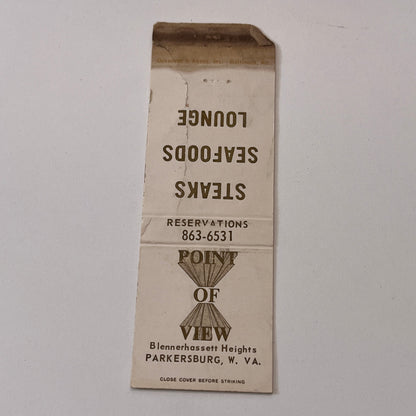 LOUNGE
SEAFOODS
STEAKS
RESERVATIONS
863-6531
POINT
OF
VIEW
Blennerhassett Heights
PARKERSBURG, W. VA.
CLOSE COVER BEFORE STRIKING